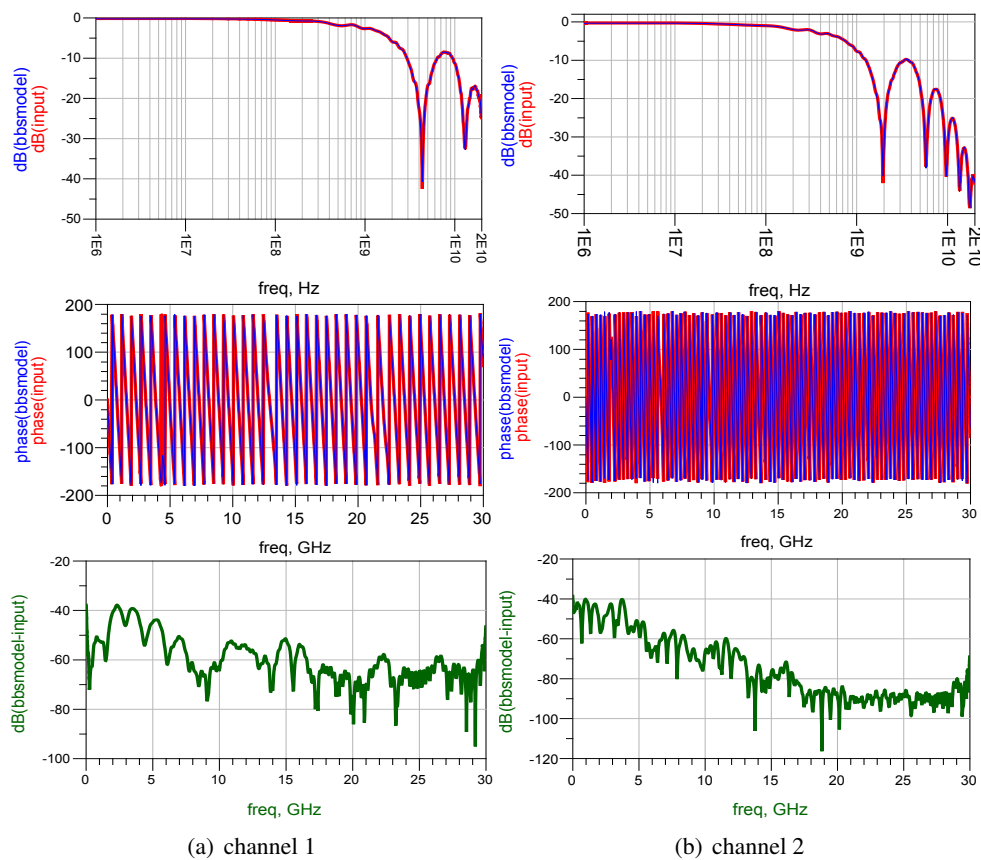 0
-10
-20
-30
-40
-50
dB(bbsmodel)
dB(input)
1E6
1E7
1E8
1E9
1E10
2E10
freq, Hz
0
-10
-20
-30
-40
-50
dB(bbsmodel)
dB(input)
1E6
1E7
1E8
1E9
1E10
2E10
freq, Hz
200
100
0
-100
-200
phase(bbsmodel)
phase(input)
0 5 10 15 20 25 30
freq, GHz
200
100
0
-100
-200
phase(bbsmodel)
phase(input)
0 5 10 15 20 25 30
freq, GHz
-20
-40
-60
-80
-100
dB(bbsmodel-input)
0 5 10 15 20 25 30
freq, GHz
-20
-40
-60
-80
-100
-120
dB(bbsmodel-input)
0 5 10 15 20 25 30
freq, GHz
(a) channel 1
(b) channel 2